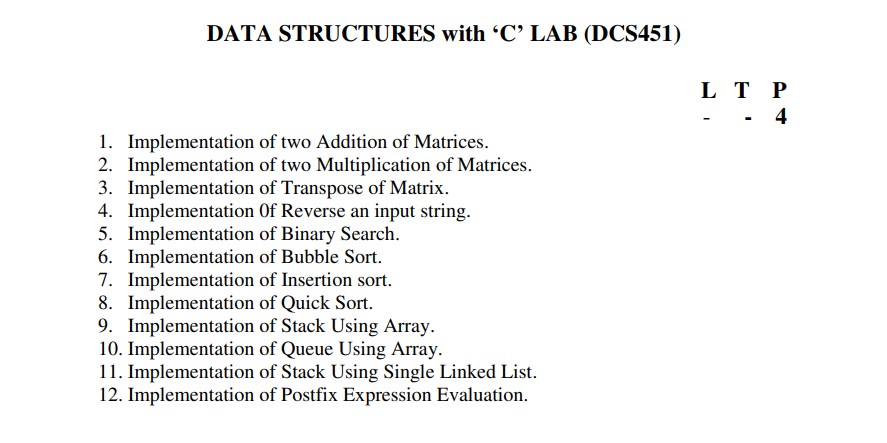 DATA STRUCTURES with ‘C’ LAB (DCS451)
L T P
- - 4
1. Implementation of two Addition of Matrices.
2. Implementation of two Multiplication of Matrices.
3. Implementation of Transpose of Matrix.
4. Implementation 0f Reverse an input string.
5. Implementation of Binary Search.
6. Implementation of Bubble Sort.
7. Implementation of Insertion sort.
8. Implementation of Quick Sort.
9. Implementation of Stack Using Array.
10. Implementation of Queue Using Array.
11. Implementation of Stack Using Single Linked List.
12. Implementation of Postfix Expression Evaluation.